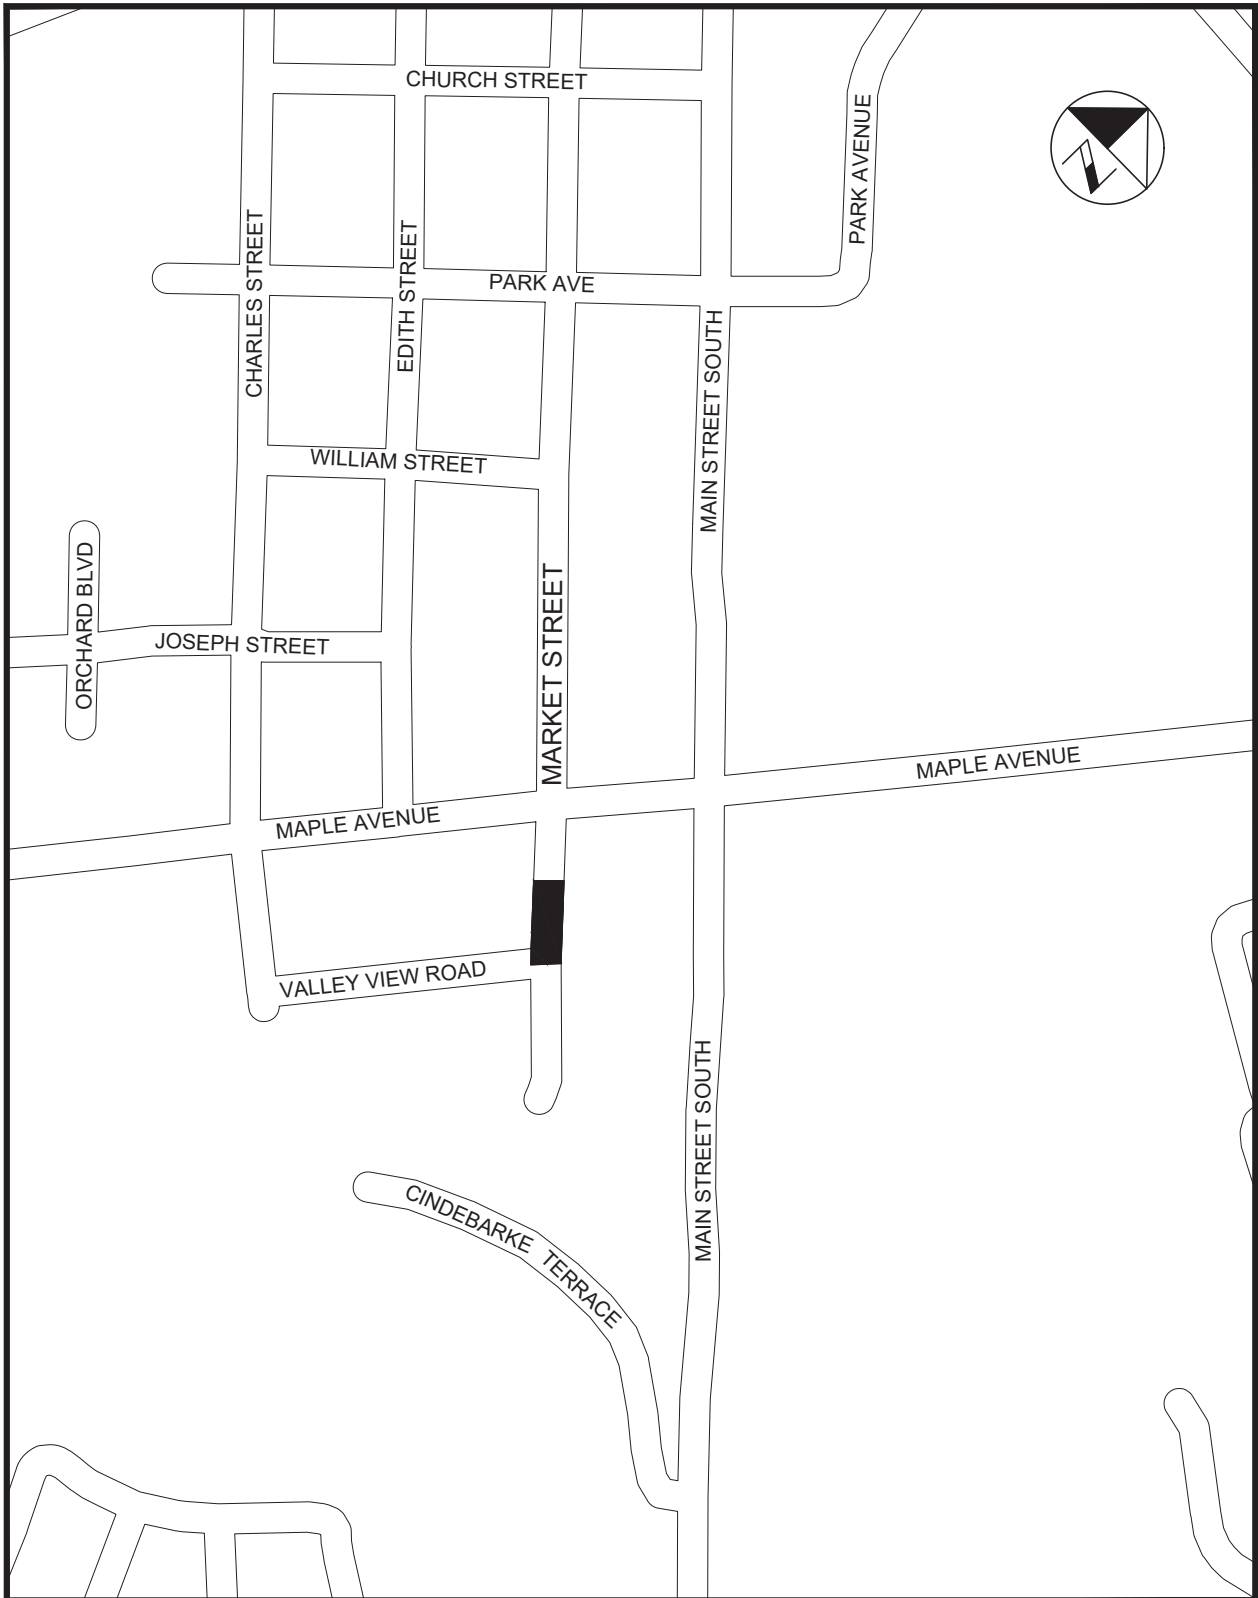 CHURCH STREET
PARK AVENUE
CHARLES STREET
EDITH STREET
PARK AVE
MAIN STREET SOUTH
WILLIAM STREET
ORCHARD BLVD
JOSEPH STREET
MARKET STREET
MAPLE AVENUE
MAPLE AVENUE
VALLEY VIEW ROAD
MAIN STREET SOUTH
CINDEBARKE TERRACE
N